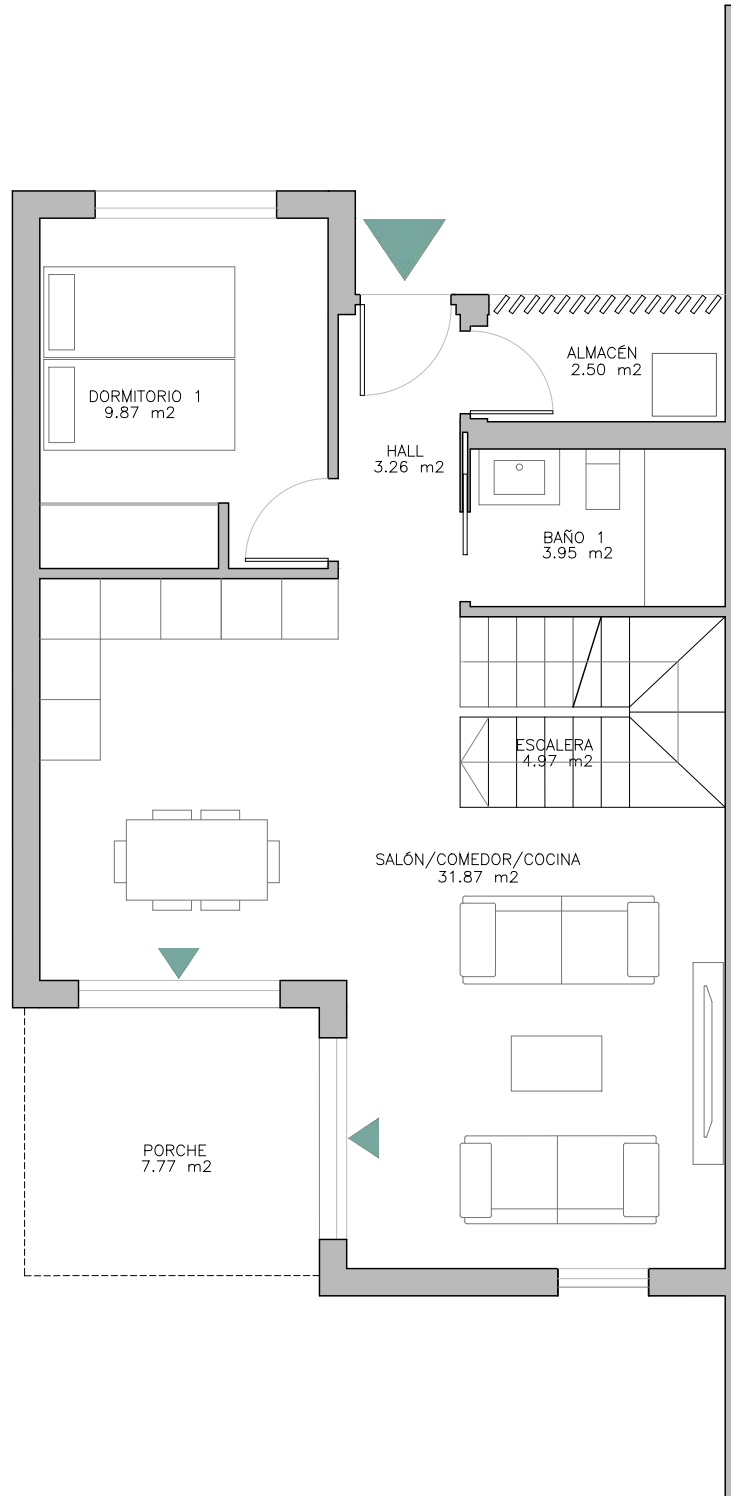 ALMACÉN
2.50 m2
DORMITORIO 1
9.87 m2
HALL
3.26 m2
BAÑO 1
3.95 m2
ESCALERA
4.97 m2
SALÓN/COMEDOR/COCINA
31.87 m2
PORCHE
7.77 m2